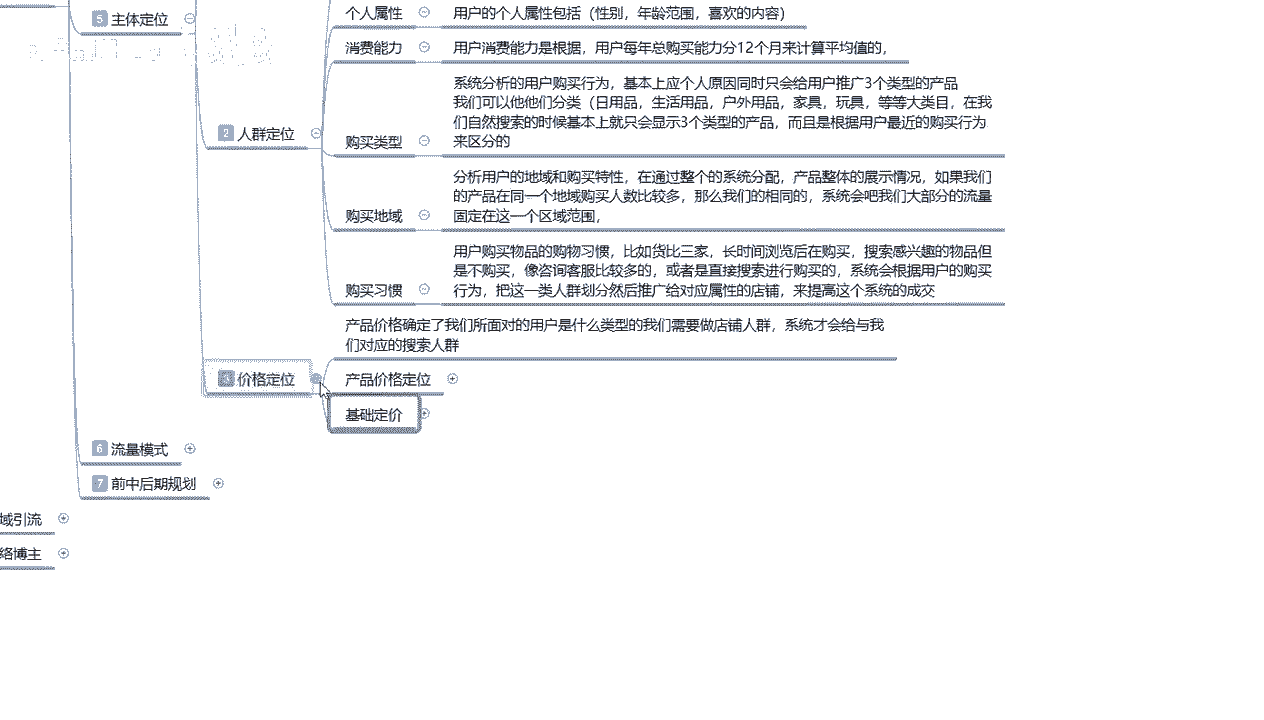 个人属性
用户的个人属性包括（性别，年龄范围，喜欢的内容）
5 主体定位
消费能力
用户消费能力是根据，用户每年总购买能力分12个月来计算平均值的，
系统分析的用户购买行为，基本上应个人原因同时只会给用户推广3个类型的产品
我们可以他他们分类（日用品，生活用品，户外用品，家具，玩具，等等大类目，在我
们自然搜索的时候基本上就只会显示3个类型的产品，而且是根据用户最近的购买行为
来区分的
2 人群定位
购买类型
分析用户的地域和购买特性，在通过整个的系统分配，产品整体的展示情况，如果我们
的产品在同一个地域购买人数比较多，那么我们的相同的，系统会吧我们大部分的流量
固定在这一个区域范围，
购买地域
用户购买物品的购物习惯，比如货比三家，长时间浏览后在购买，搜索感兴趣的物品但
是不购买，像咨询客服比较多的，或者是直接搜索进行购买的，系统会根据用户的购买
行为，把这一类人群划分然后推广给对应属性的店铺，来提高这个系统的成交
购买习惯
产品价格确定了我们所面对的用户是什么类型的我们需要做店铺人群，系统才会给与我
们对应的搜索人群
价格定位
产品价格定位
基础定价
6 流量模式
7 前中后期规划
域引流
络博主